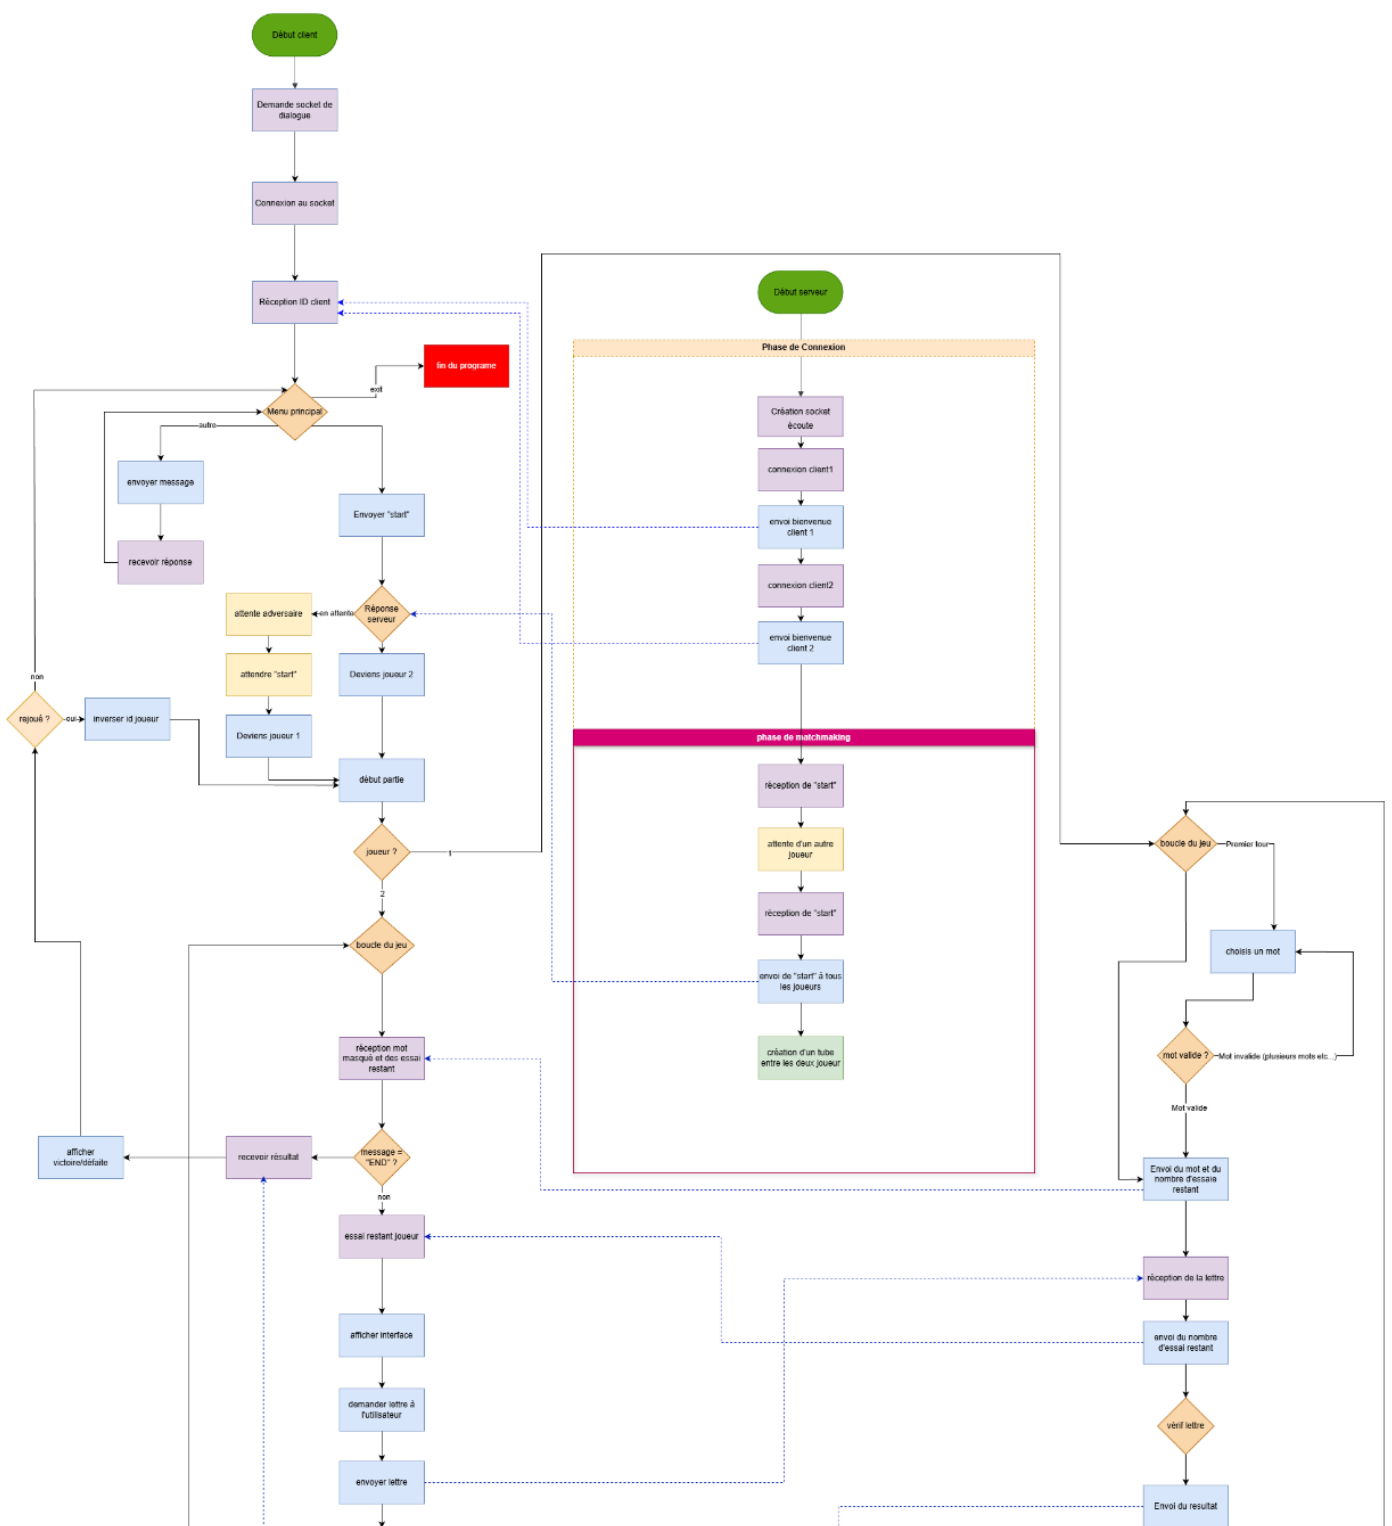 Début client
Demande socket de
dialogue
Connexion au socket
Réception ID client
fin du programe
exit
Menu principal
autre
envoyer message
recevoir réponse
Envoyer "start"
Réponse
serveur
en attente
attente adversaire
attendre "start"
Deviens joueur 1
Deviens joueur 2
non
rejoué ?
oui
inverser id joueur
début partie
joueur ?
1
2
boucle du jeu
réception mot
masqué et des essai
restant
message =
"END" ?
recevoir résultat
afficher
victoire/défaite
non
essai restant joueur
afficher interface
demander lettre à
l'utilisateur
envoyer lettre
Début serveur
Phase de Connexion
Création socket
écoute
connexion client1
envoi bienvenue
client 1
connexion client2
envoi bienvenue
client 2
phase de matchmaking
réception de "start"
attente d'un autre
joueur
réception de "start"
envoi de "start" à tous
les joueurs
création d'un tube
entre les deux joueur
boucle du jeu
Premier tour
choisis un mot
mot valide ?
Mot invalide (plusieurs mots etc...)
Mot valide
Envoi du mot et du
nombre d'essaie
restant
réception de la lettre
envoi du nombre
d'essai restant
vérif lettre
Envoi du resultat